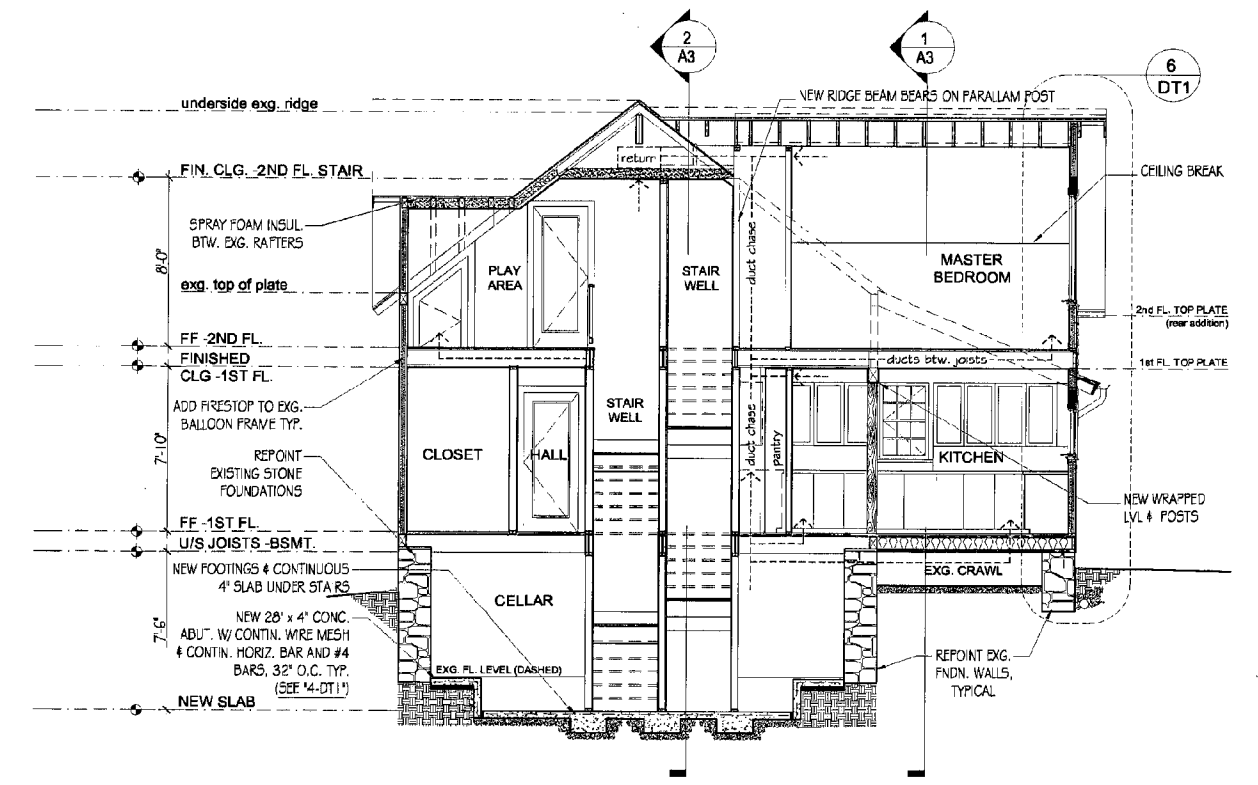 2
A3
1
A3
6
DT1
underside exg. ridge
NEW RIDGE BEAM BEARS ON PARALLAM POST
return
FIN. CLG. -2ND FL. STAIR
CEILING BREAK
SPRAY FOAM INSUL.
BTW. EXG. RAFTERS
8'-0"
PLAY
AREA
STAIR
WELL
duct chase
MASTER
BEDROOM
exg. top of plate
2nd FL. TOP PLATE
(rear addition)
FF -2ND FL.
FINISHED
CLG -1ST FL.
ducts btw. joists
1st FL. TOP PLATE
ADD FIRESTOP TO EXG.
BALLOON FRAME TYP.
7'-10"
STAIR
WELL
duct chase
pantry
CLOSET
HALL
KITCHEN
REPOINT
EXISTING STONE
FOUNDATIONS
NEW WRAPPED
LVL & POSTS
FF -1ST FL.
U/S JOISTS -BSMT.
NEW FOOTINGS & CONTINUOUS
4" SLAB UNDER STAIRS
EXG. CRAWL
CELLAR
7'-6"
NEW 28" x 4" CONC.
ABUT. W/ CONTIN. WIRE MESH
& CONTIN. HORIZ. BAR AND #4
BARS, 32" O.C. TYP.
(SEE "4-DT1")
EXG. FL. LEVEL (DASHED)
REPOINT EXG.
FNDN. WALLS,
TYPICAL
NEW SLAB